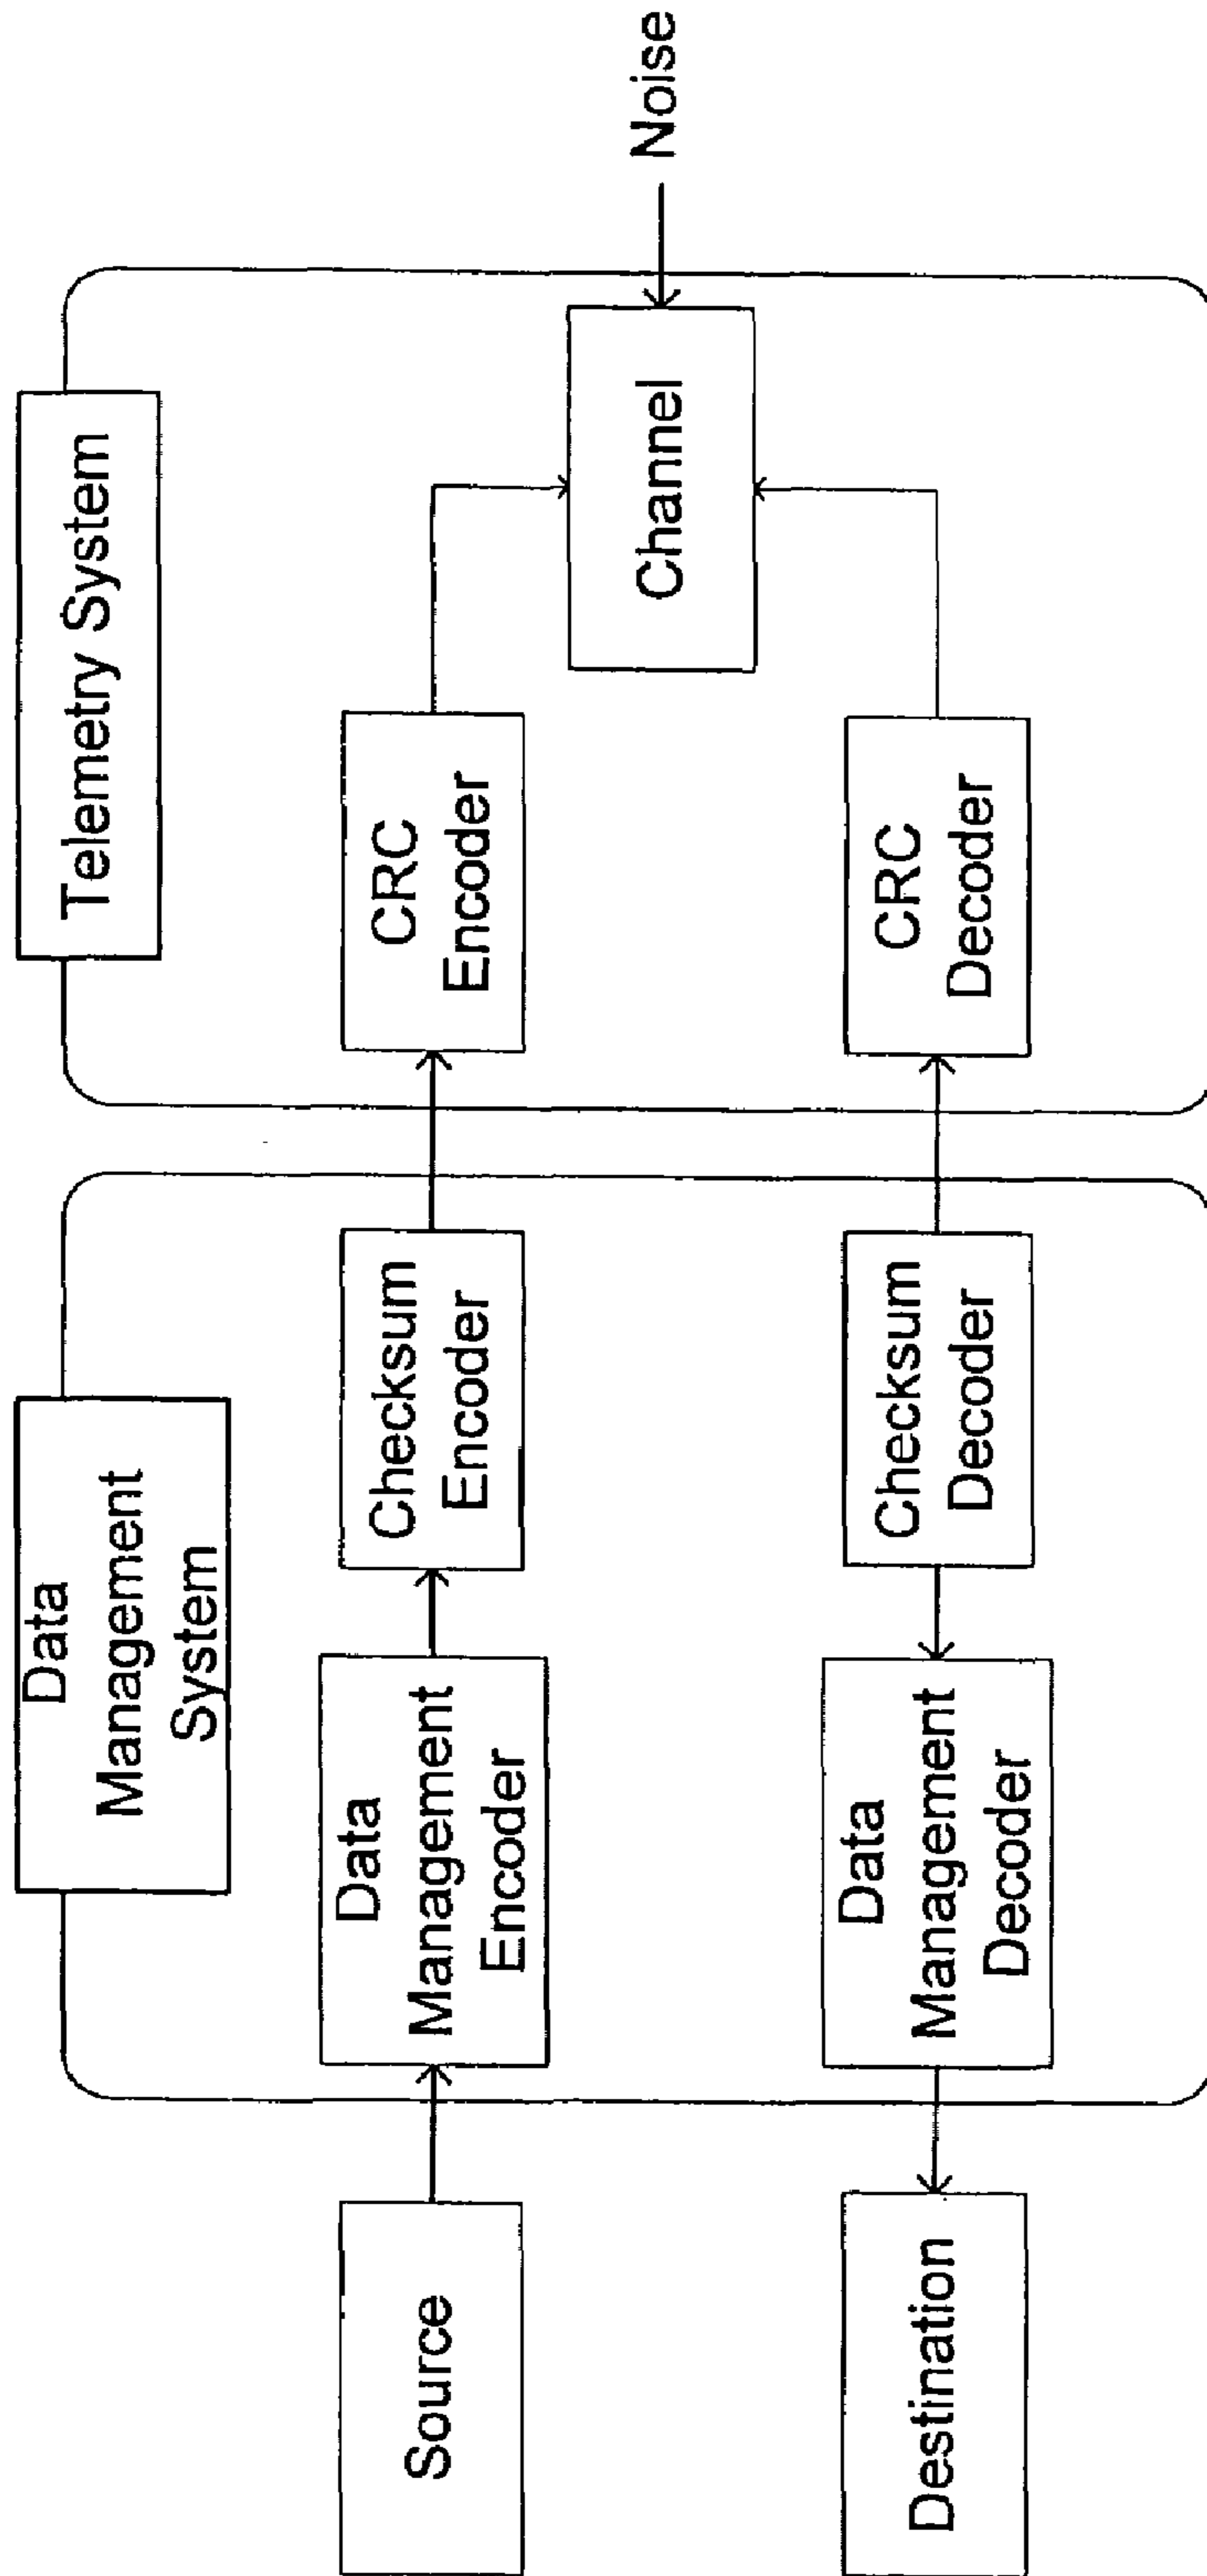 Data
Management
System
Telemetry System
Source
Data
Management
Encoder
Checksum
Encoder
CRC
Encoder
Channel
Noise
Destination
Data
Management
Decoder
Checksum
Decoder
CRC
Decoder